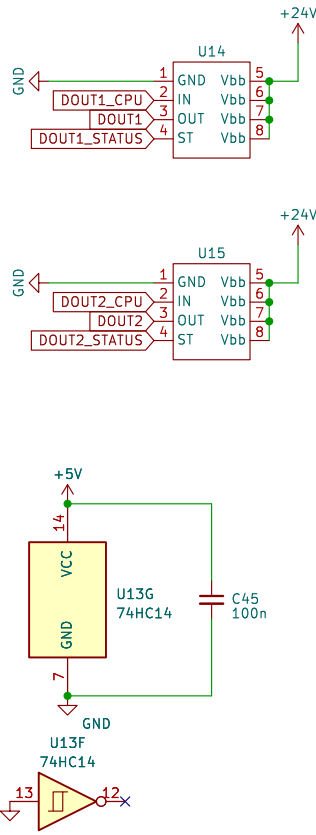 +24V
U14
GND
1 GND Vbb 5
DOUT1_CPU 2 IN Vbb 6
DOUT1 3 OUT Vbb 7
DOUT1_STATUS 4 ST Vbb 8
+24V
U15
GND
1 GND Vbb 5
DOUT2_CPU 2 IN Vbb 6
DOUT2 3 OUT Vbb 7
DOUT2_STATUS 4 ST Vbb 8
+5V
14
VCC
U13G
74HC14
C45
100n
GND
7
GND
U13F
74HC14
13 12